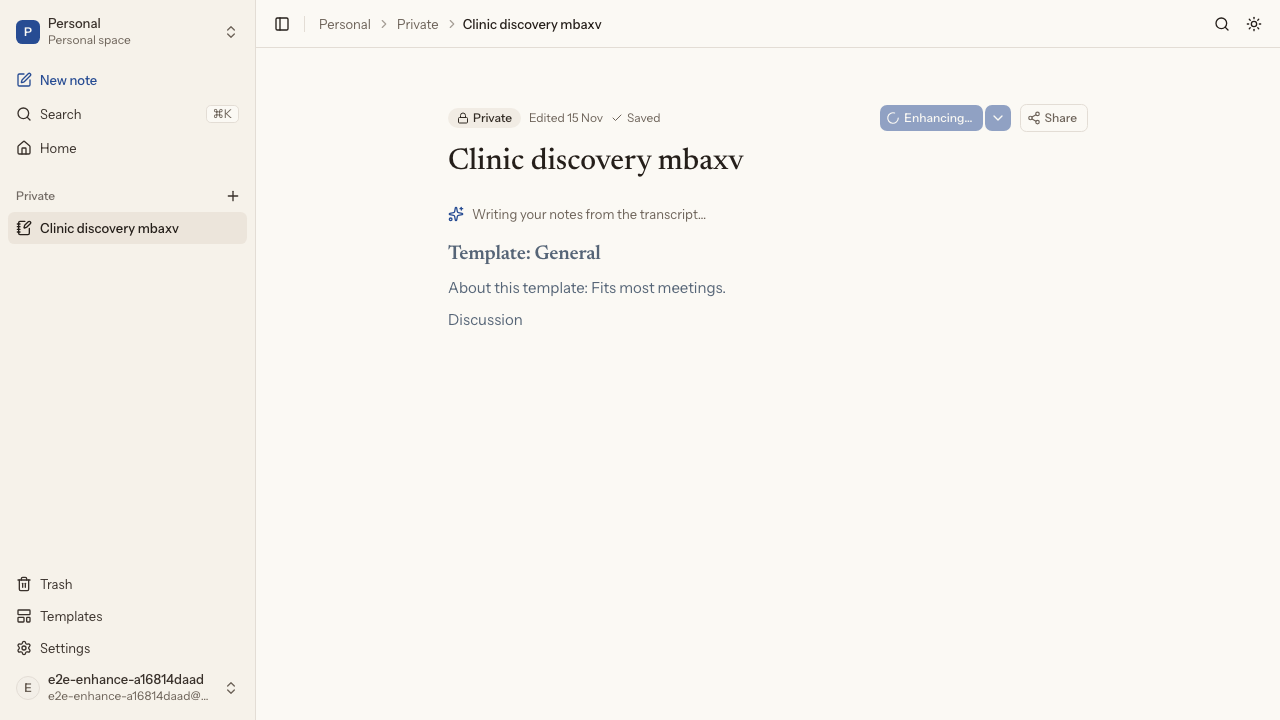 P
Personal
Personal space
New note
Search
⌘K
Home
Private
Clinic discovery mbaxv
Trash
Templates
Settings
E
e2e-enhance-a16814daad
e2e-enhance-a16814daad@...
Personal
Private
Clinic discovery mbaxv
Private
Edited 15 Nov
Saved
Enhancing...
Share
Clinic discovery mbaxv
Writing your notes from the transcript...
Template: General
About this template: Fits most meetings.
Discussion